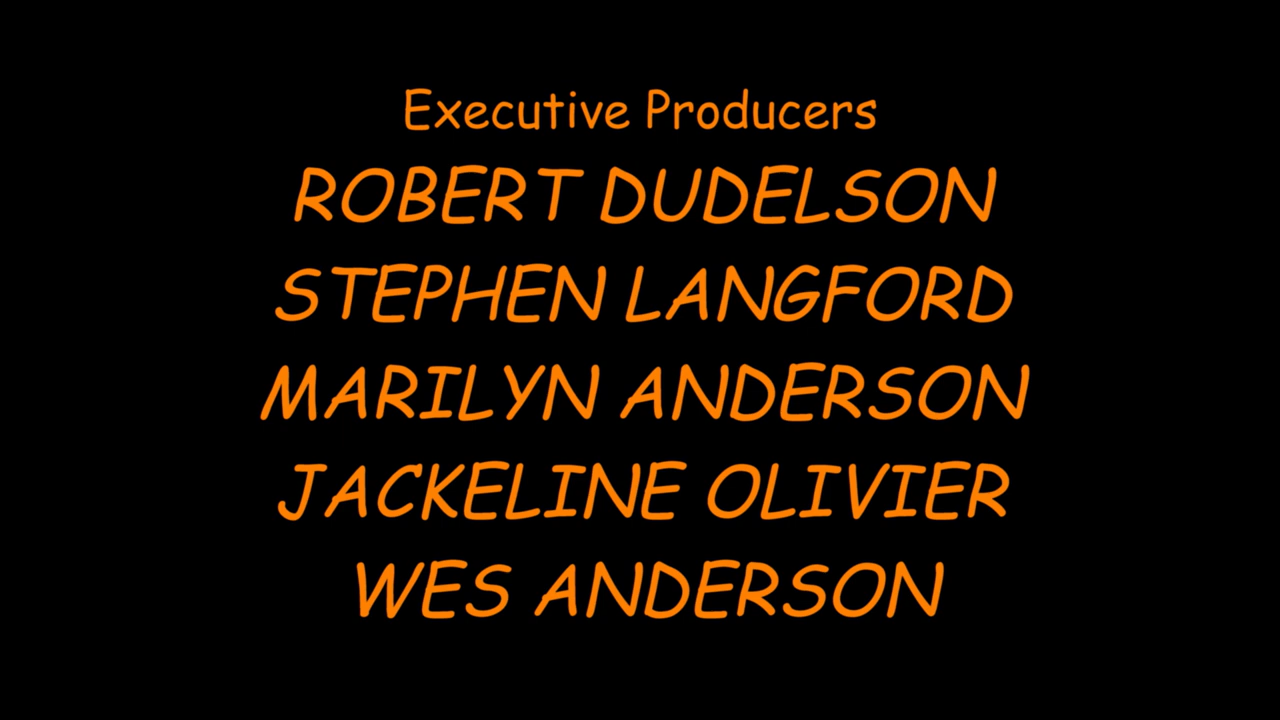 Executive Producers
ROBERT DUDELSON
STEPHEN LANGFORD
MARILYN ANDERSON
JACKELINE OLIVIER
WES ANDERSON